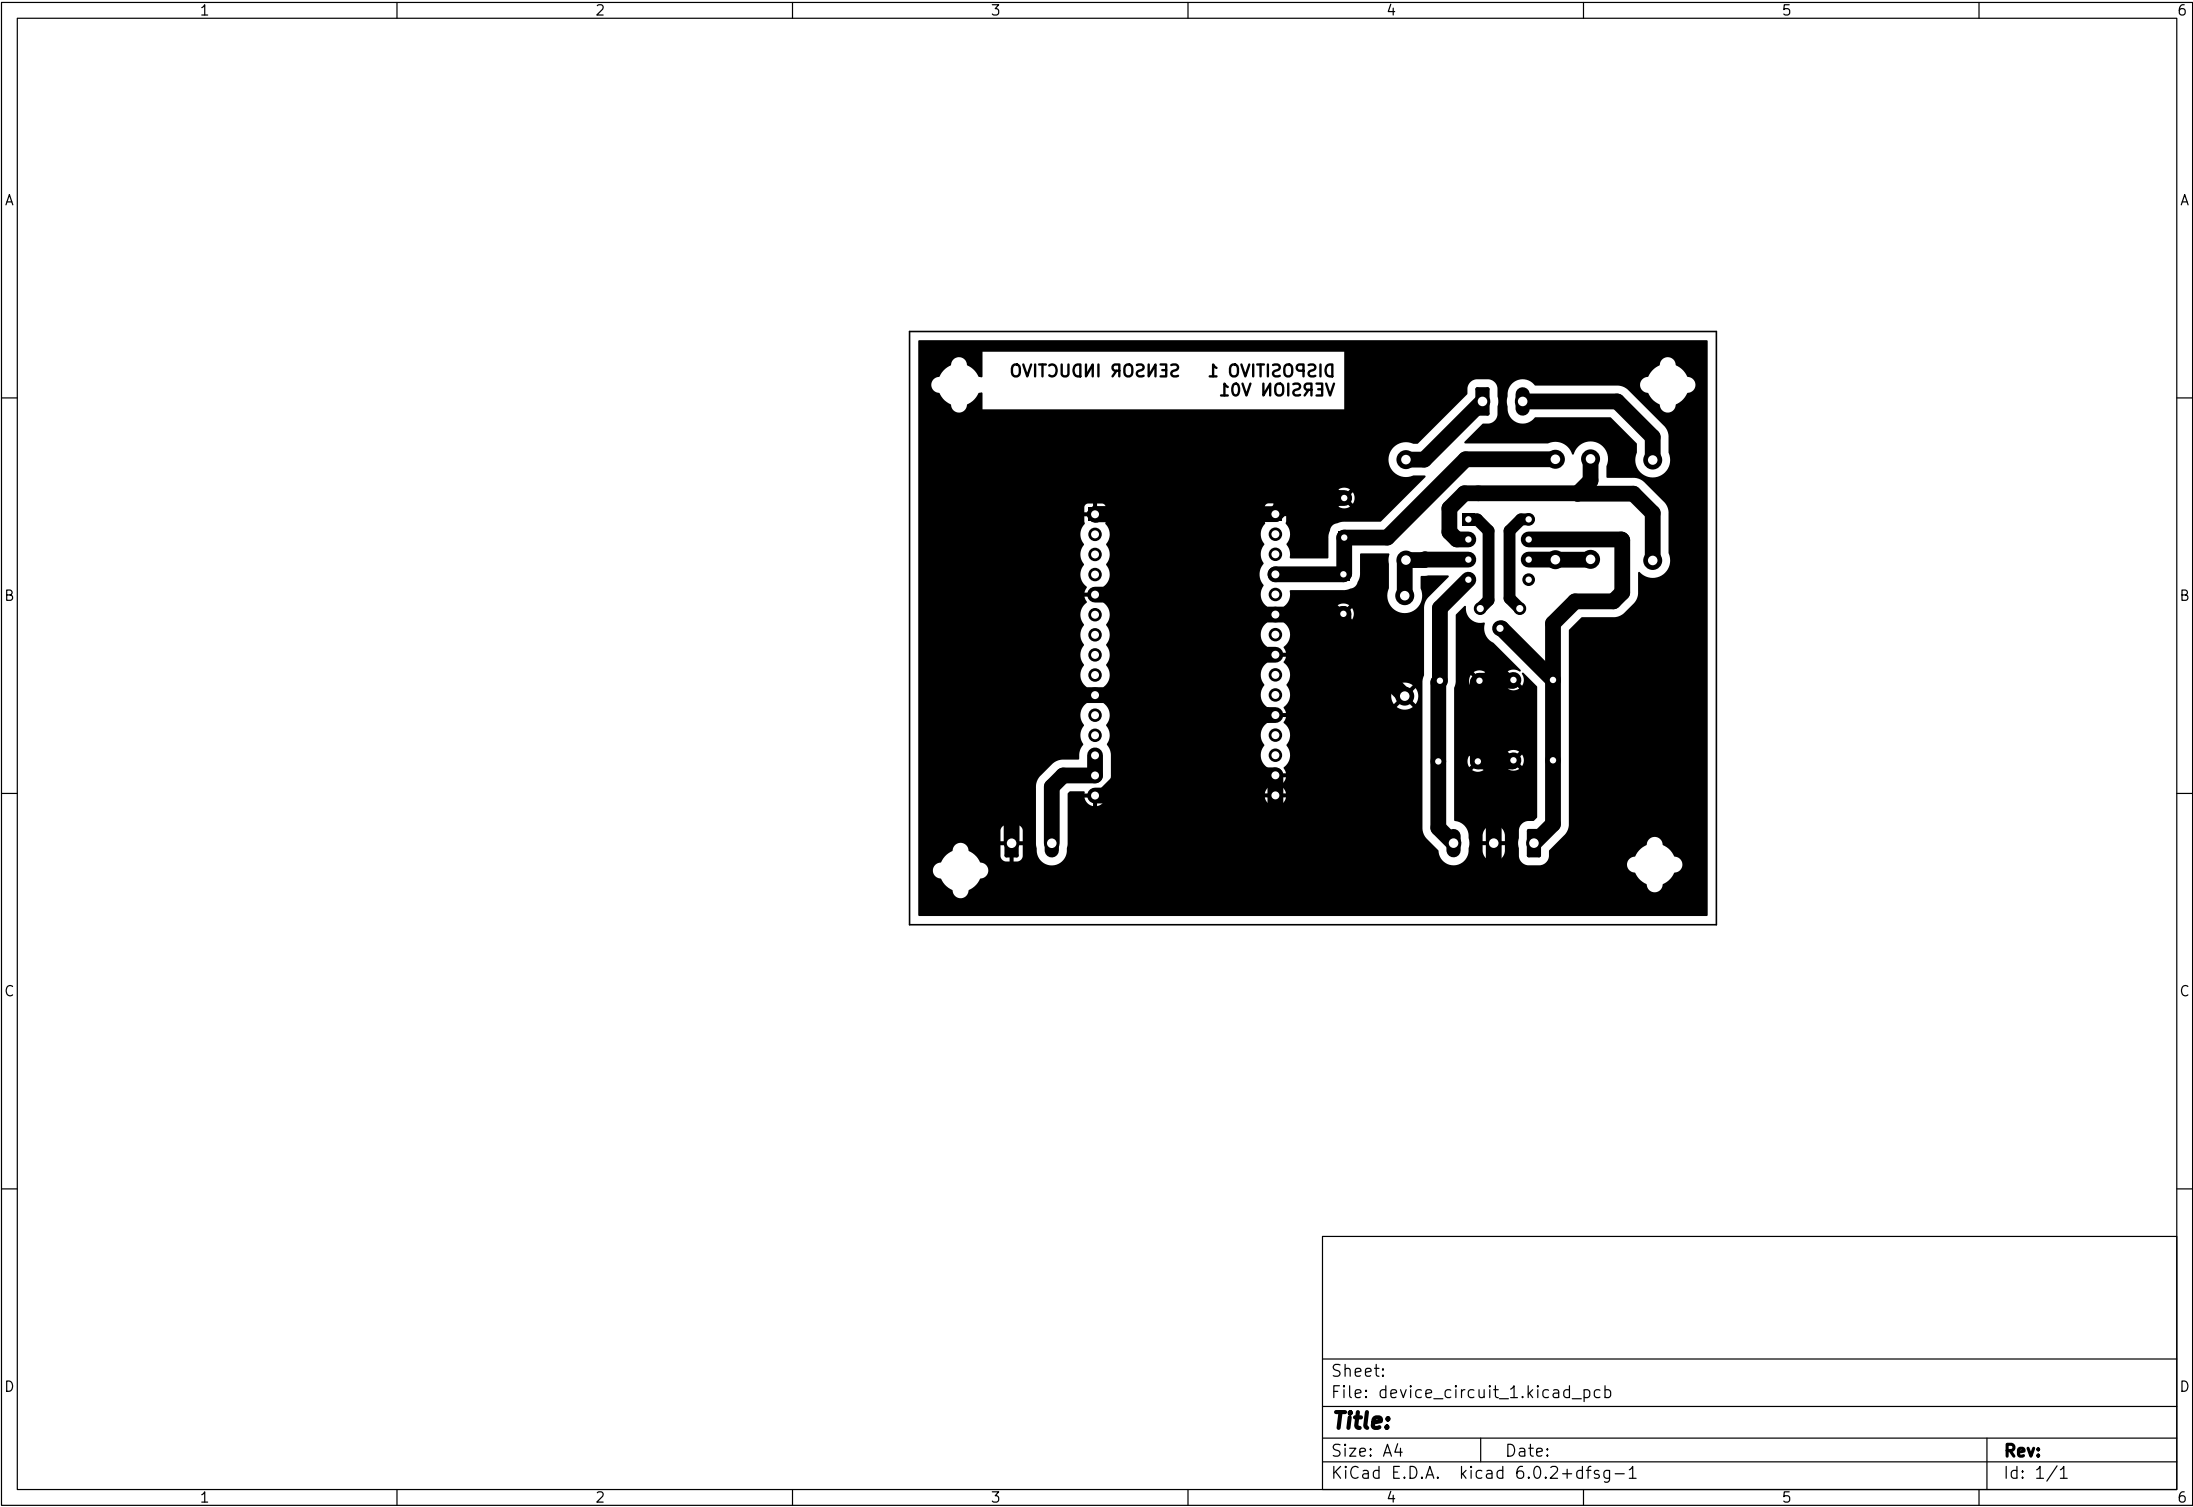 1 2 3 4 5 6
A A
DISPOSITIVO 1 SENSOR INDUCTIVO
VERSION V01
B B
C C
D D
Sheet:
File: device_circuit_1.kicad_pcb
Title:
Size: A4 Date: Rev:
KiCad E.D.A. kicad 6.0.2+dfsg-1 Id: 1/1
1 2 3 4 5 6